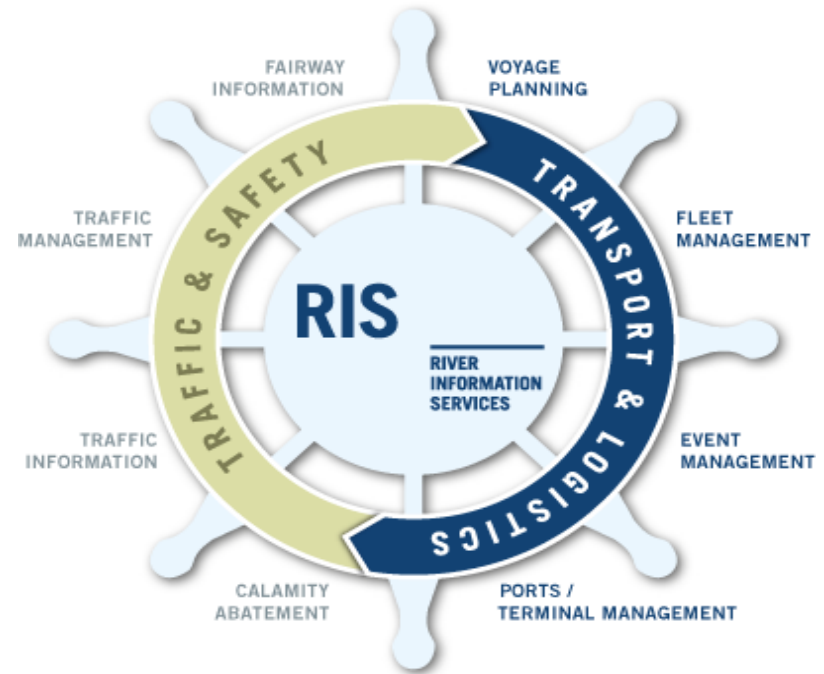 FAIRWAY
INFORMATION
VOYAGE
PLANNING
TRAFFIC & SAFETY
TRANSPORT & LOGISTICS
TRAFFIC
MANAGEMENT
FLEET
MANAGEMENT
RIS
RIVER
INFORMATION
SERVICES
TRAFFIC
INFORMATION
EVENT
MANAGEMENT
CALAMITY
ABATEMENT
PORTS /
TERMINAL MANAGEMENT